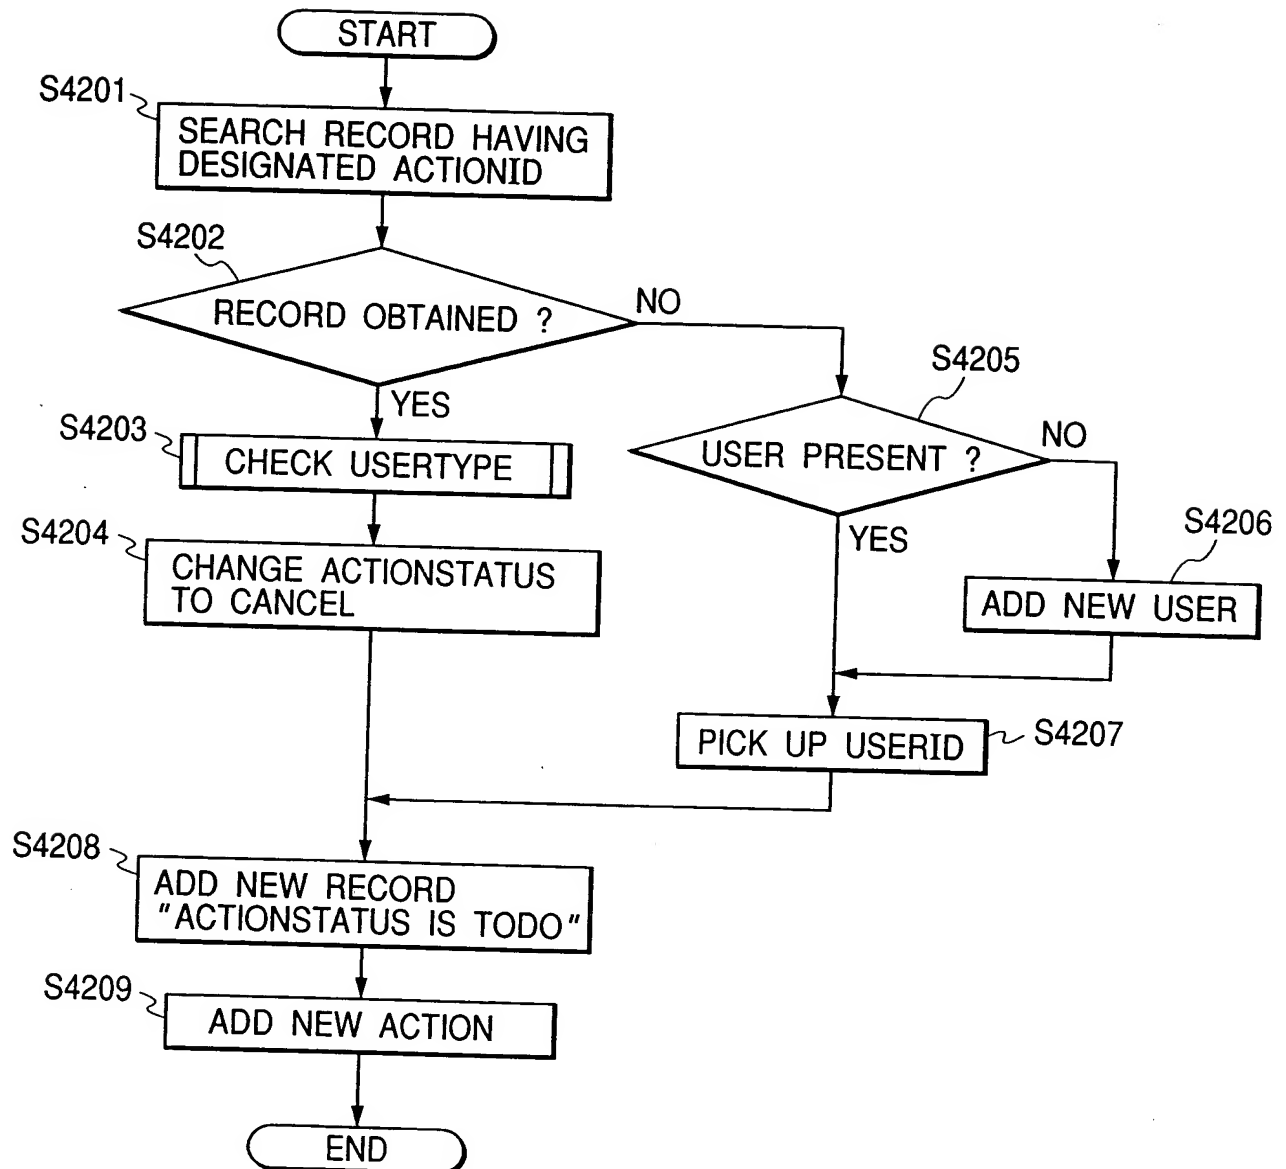 START
S4201
SEARCH RECORD HAVING
DESIGNATED ACTIONID
S4202
RECORD OBTAINED ?
NO
YES
S4205
USER PRESENT ?
NO
YES
S4203
CHECK USERTYPE
S4204
CHANGE ACTIONSTATUS
TO CANCEL
S4206
ADD NEW USER
PICK UP USERID
S4207
S4208
ADD NEW RECORD
"ACTIONSTATUS IS TODO"
S4209
ADD NEW ACTION
END